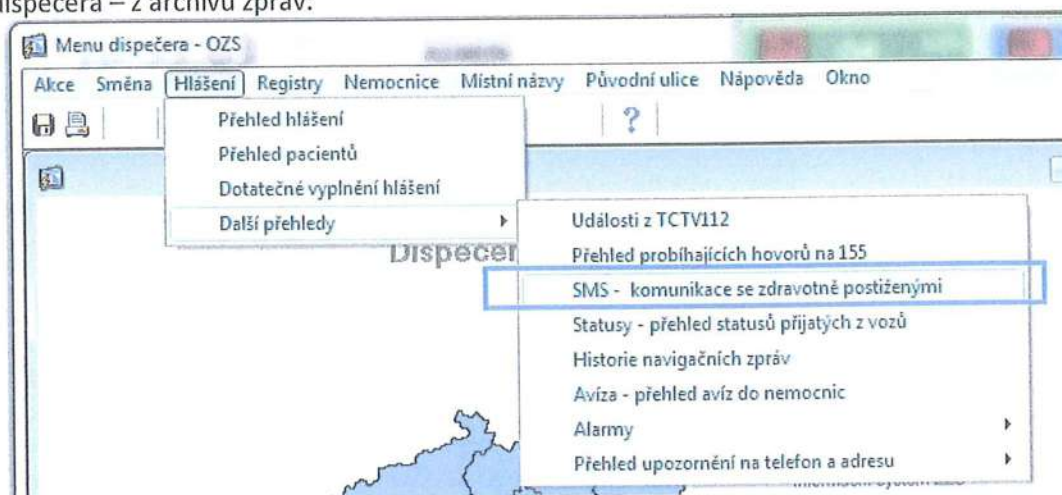 dispečera – z archivu zpráv.
Menu dispečera - OZS
Akce Směna Hlášení Registry Nemocnice Místní názvy Původní ulice Nápověda Okno
?
Přehled hlášení
Přehled pacientů
Dotatečné vyplnění hlášení
Další přehledy
Události z TCTV112
Dispečer
Přehled probíhajících hovorů na 155
SMS - komunikace se zdravotně postiženými
Statusy - přehled statusů přijatých z vozů
Historie navigačních zpráv
Avíza - přehled avíz do nemocnic
Alarmy
Přehled upozornění na telefon a adresu